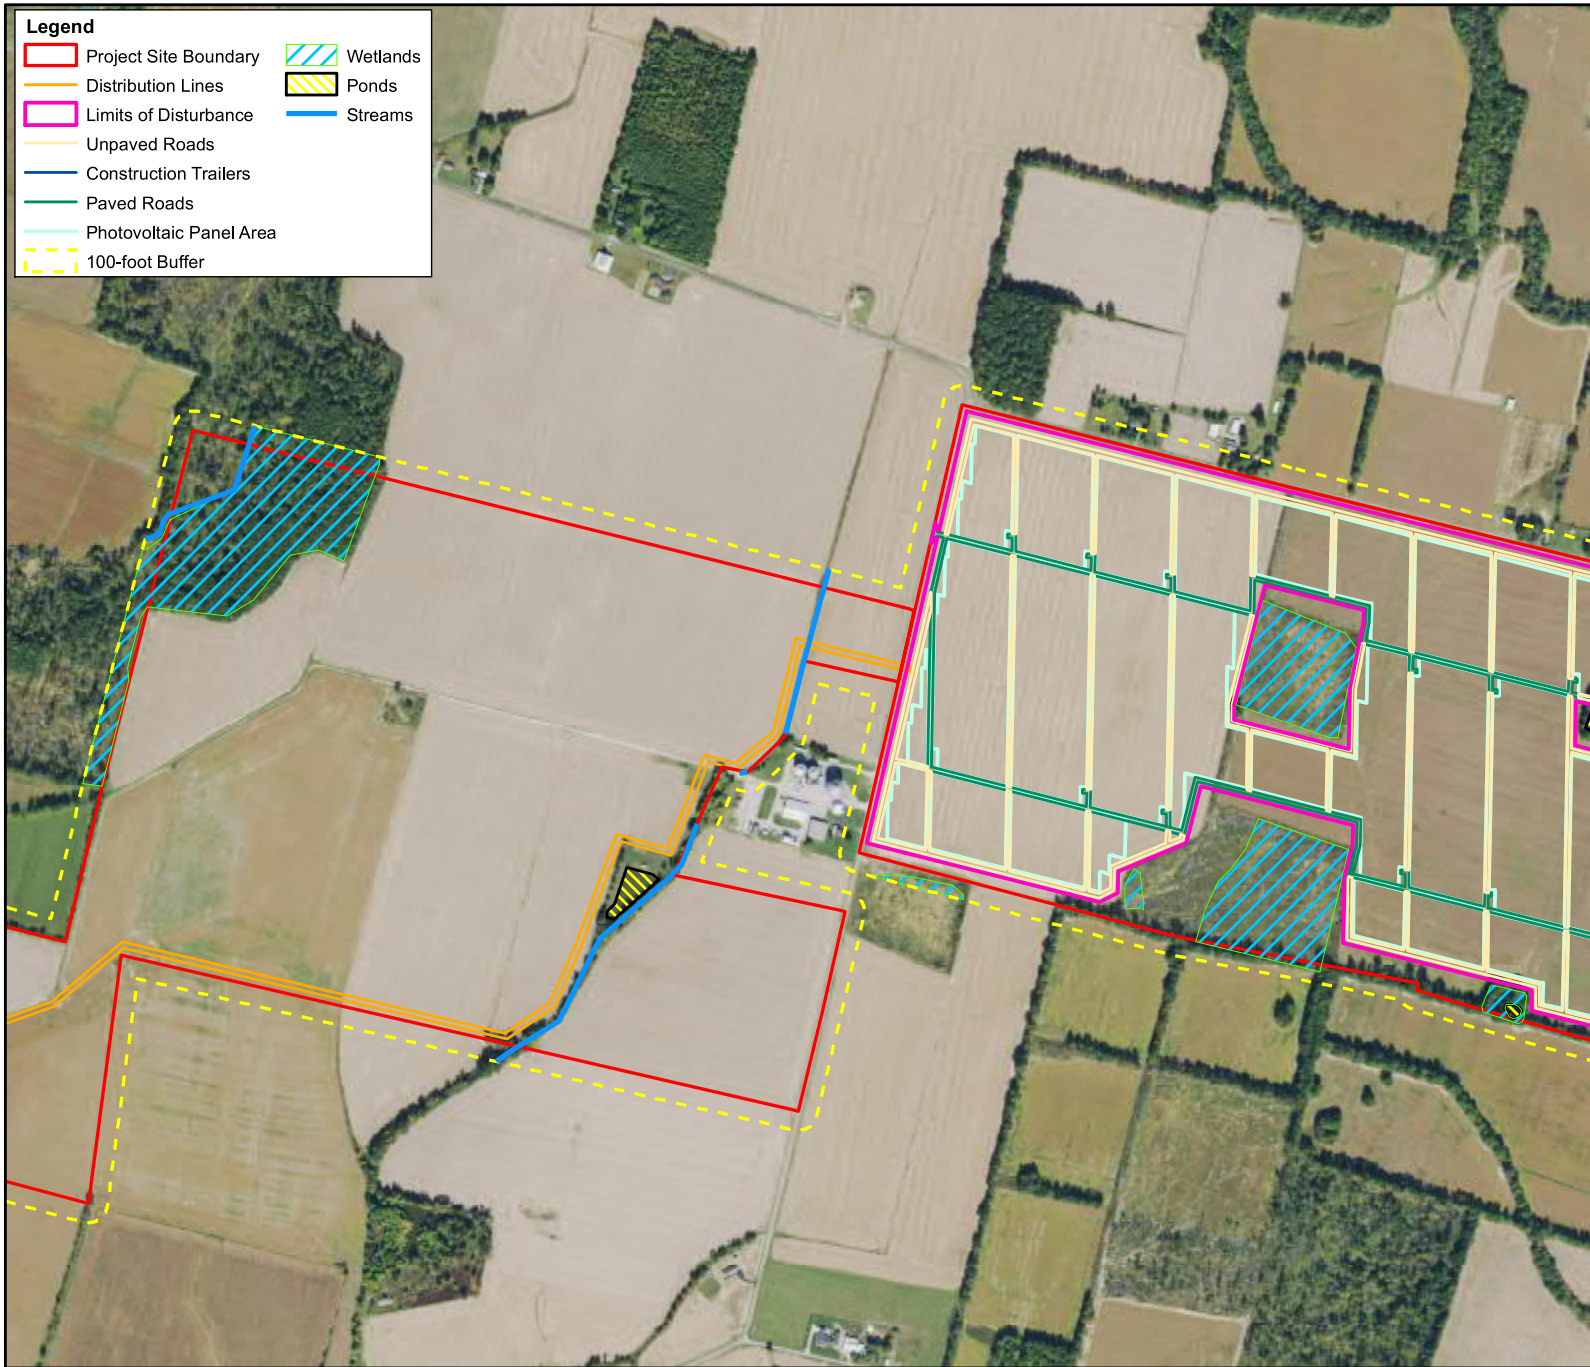 Legend
Project Site Boundary
Distribution Lines
Limits of Disturbance
Unpaved Roads
Construction Trailers
Paved Roads
Photovoltaic Panel Area
100-foot Buffer
Wetlands
Ponds
Streams